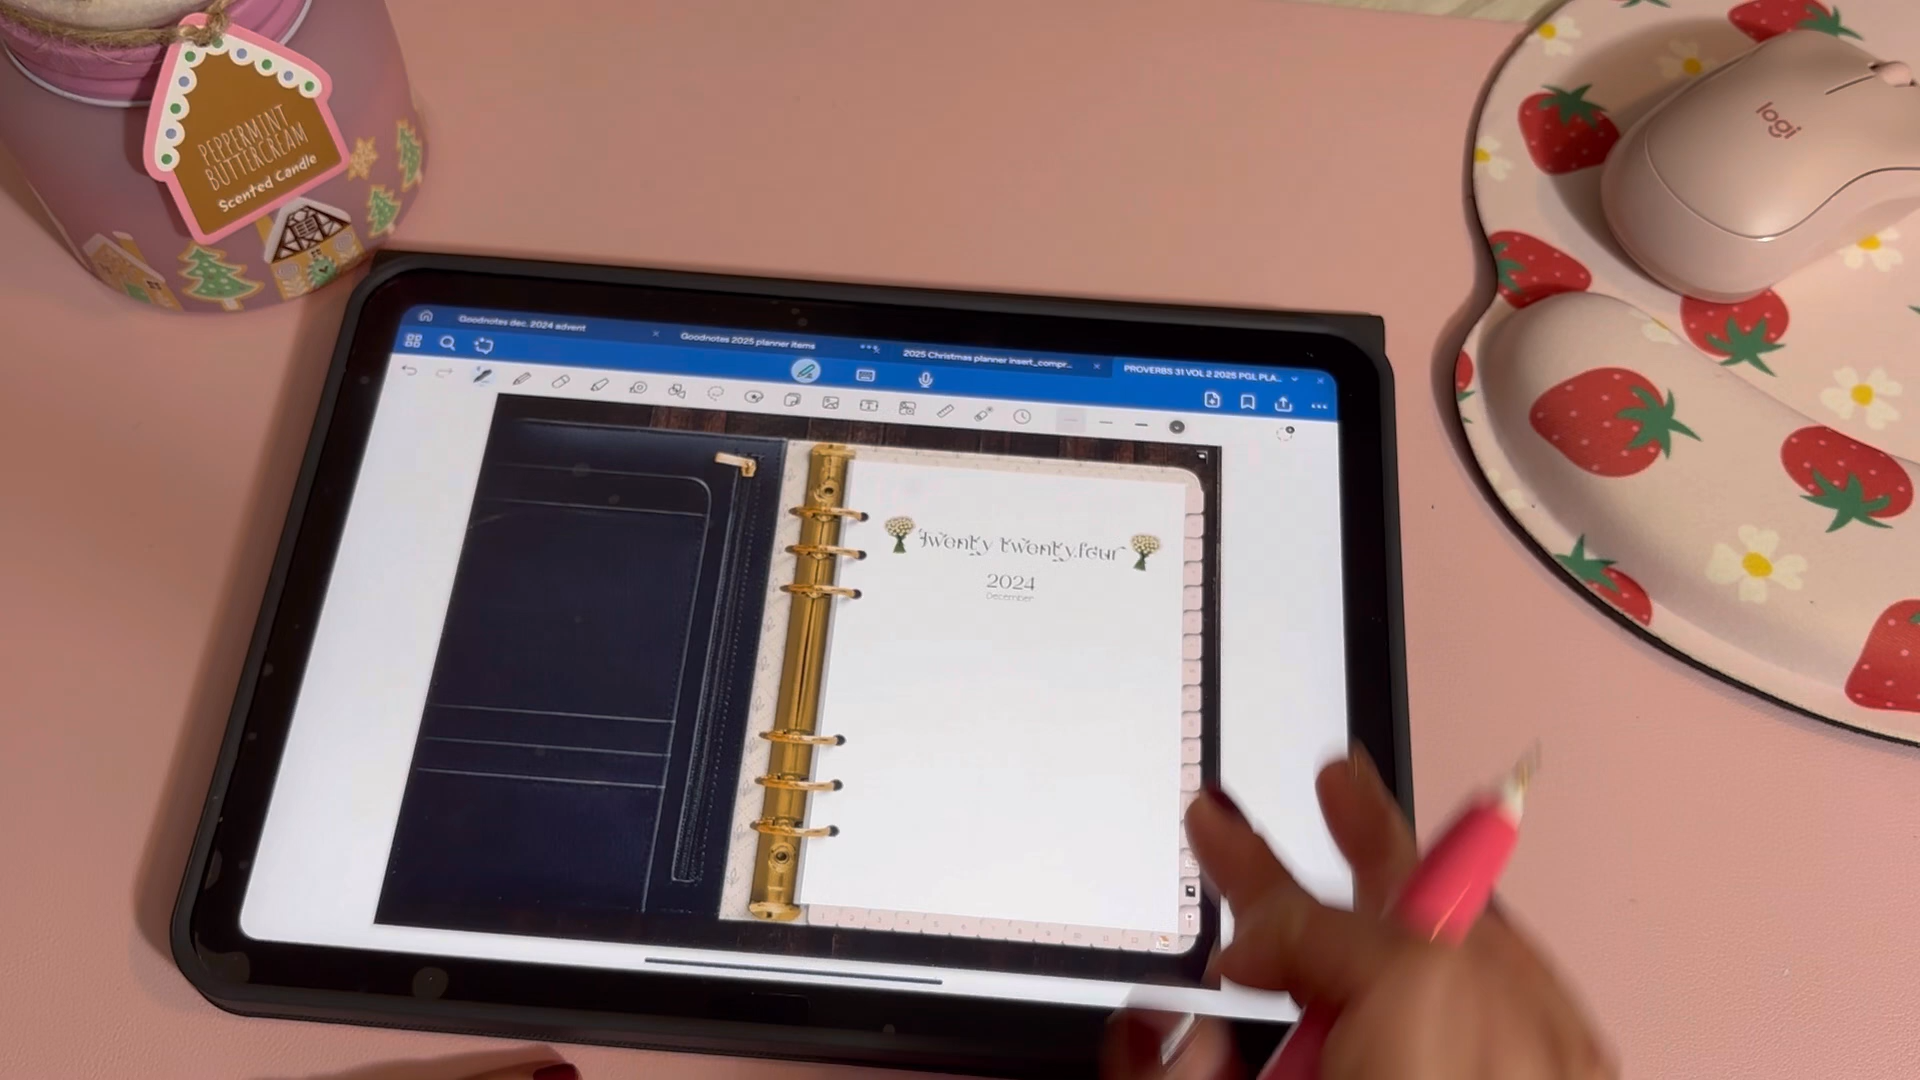 PEPPERMINT
BUTTERCREAM
Scented Candle
logi
Goodnotes dec. 2024 advent
Goodnotes 2025 planner items
2025 Christmas planner insert_compr...
PROVERBS 31 VOL 2 2025 PGL PLA...
Twenty twenty.four
2024
December